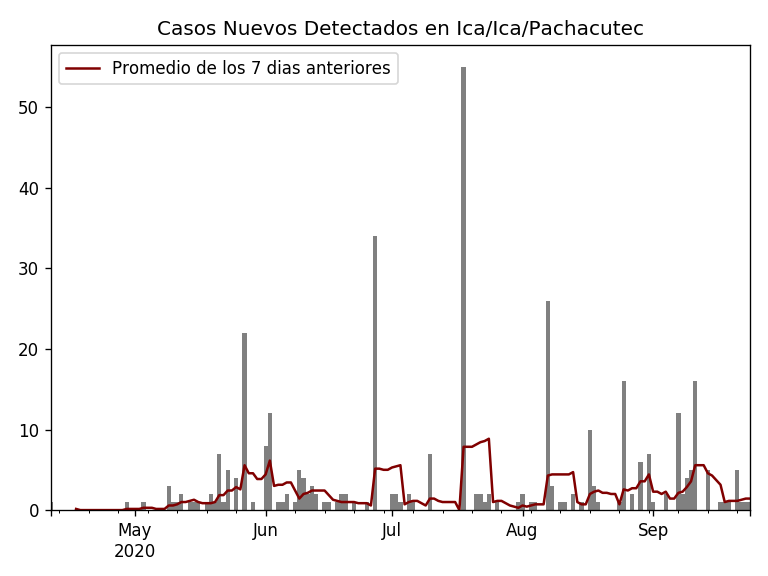 Casos Nuevos Detectados en Ica/Ica/Pachacutec
Promedio de los 7 dias anteriores
50
40
30
20
10
0
May Jun Jul Aug Sep
2020